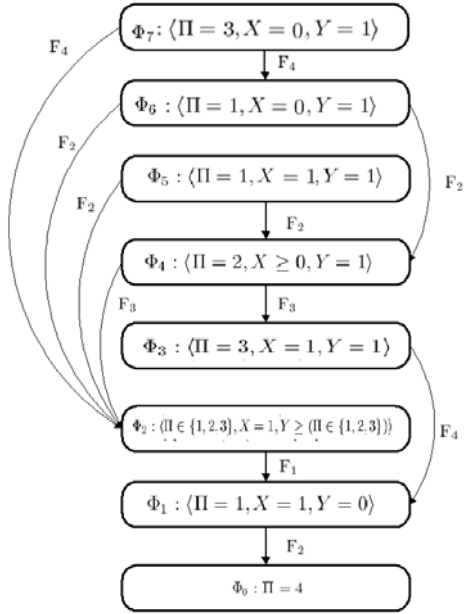 Φ₇ : ⟨Π = 3, X = 0, Y = 1⟩
F₄
F₄
Φ₆ : ⟨Π = 1, X = 0, Y = 1⟩
F₂
Φ₅ : ⟨Π = 1, X = 1, Y = 1⟩
F₂
F₂
F₂
Φ₄ : ⟨Π = 2, X ≥ 0, Y = 1⟩
F₃
F₃
Φ₃ : ⟨Π = 3, X = 1, Y = 1⟩
Φ₂ : ⟨Π ∈ {1, 2, 3}, X = 1, Y ≥ (Π ∈ {1, 2, 3})⟩
F₄
F₁
Φ₁ : ⟨Π = 1, X = 1, Y = 0⟩
F₂
Φ₀ : Π = 4